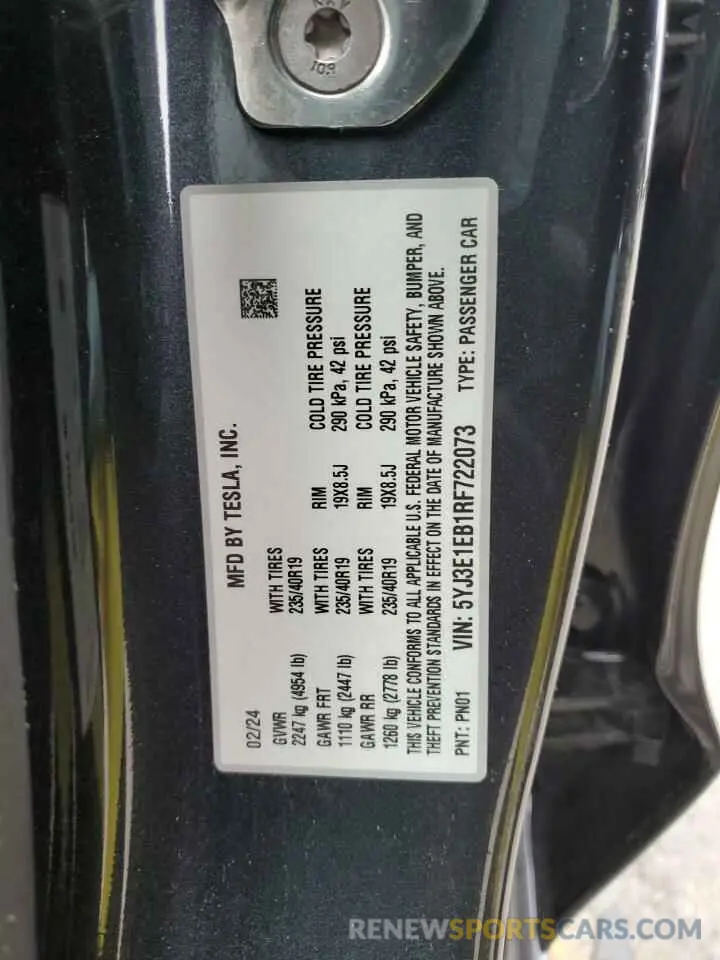 MFD BY TESLA, INC.
02/24
GVWR WITH TIRES
2247 kg (4954 lb) 235/40R19
GAWR FRT WITH TIRES RIM COLD TIRE PRESSURE
1110 kg (2447 lb) 235/40R19 19X8.5J 290 kPa, 42 psi
GAWR RR WITH TIRES RIM COLD TIRE PRESSURE
1260 kg (2778 lb) 235/40R19 19X8.5J 290 kPa, 42 psi
THIS VEHICLE CONFORMS TO ALL APPLICABLE U.S. FEDERAL MOTOR VEHICLE SAFETY, BUMPER, AND
THEFT PREVENTION STANDARDS IN EFFECT ON THE DATE OF MANUFACTURE SHOWN ABOVE.
PNT: PN01 VIN: 5YJ3E1EB1RF722073 TYPE: PASSENGER CAR
10.9
RENEWSPORTSCARS.COM